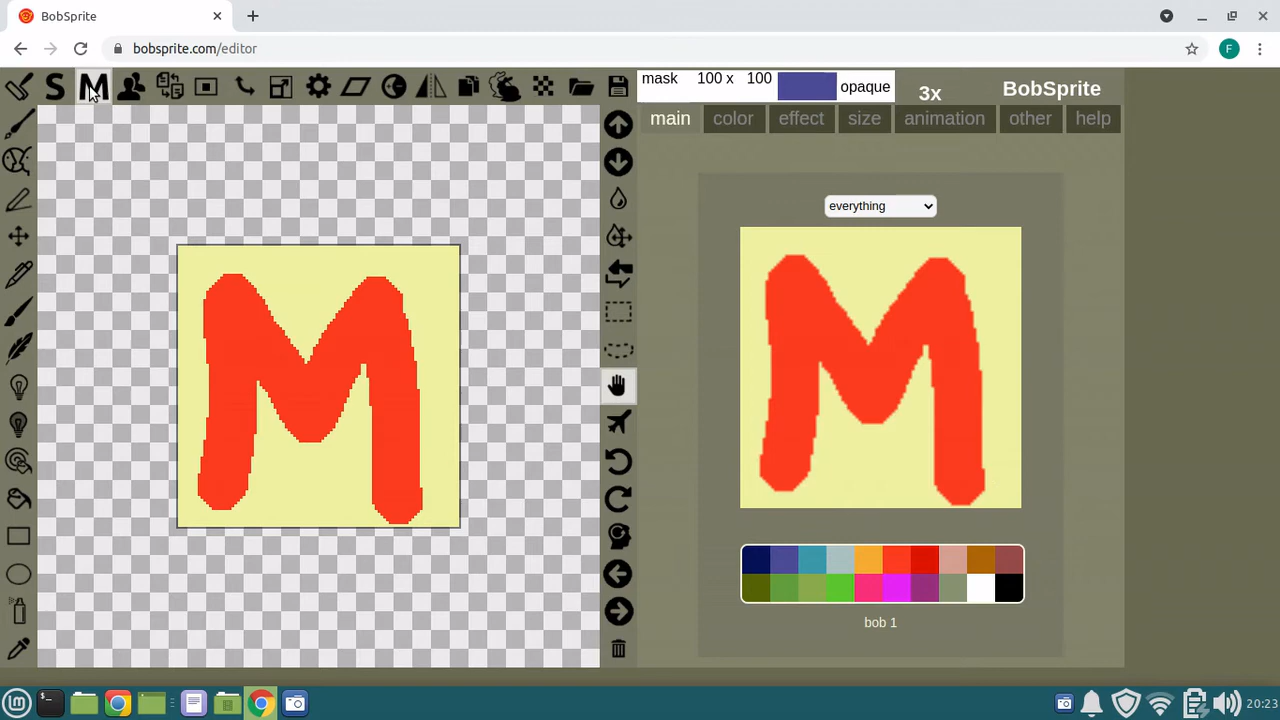 BobSprite
bobsprite.com/editor
F
S
M
mask 100 x 100 opaque
3x
BobSprite
main color effect size animation other help
everything
M
M
bob 1
20:23